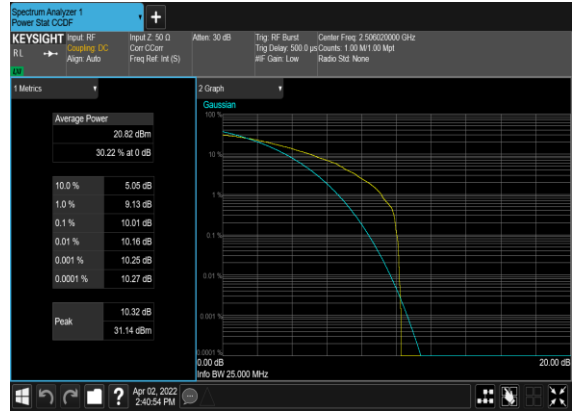 Spectrum Analyzer 1
Power Stat CCDF
KEYSIGHT
RL
Input: RF
Coupling: DC
Align: Auto
Input Z: 50 Ω
Corr CCorr
Freq Ref: Int (S)
Atten: 30 dB
Trig: RF Burst
Trig Delay: 500.0 µs
#IF Gain: Low
Center Freq: 2.506020000 GHz
Counts: 1.00 M/1.00 Mpt
Radio Std: None
1 Metrics
Average Power
20.82 dBm
30.22 % at 0 dB
10.0 % 5.05 dB
1.0 % 9.13 dB
0.1 % 10.01 dB
0.01 % 10.16 dB
0.001 % 10.25 dB
0.0001 % 10.27 dB
Peak
10.32 dB
31.14 dBm
2 Graph
Gaussian
100 %
10 %
1 %
0.1 %
0.01 %
0.001 %
0.0001 %
0.00 dB
20.00 dB
Info BW 25.000 MHz
?
Apr 02, 2022
2:40:54 PM